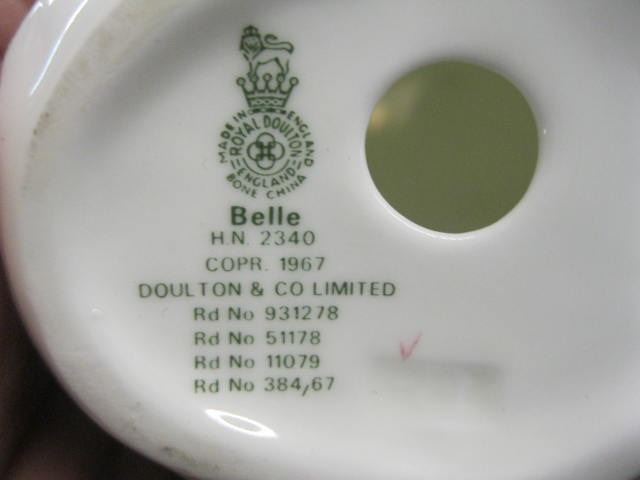 MADE IN ENGLAND
ROYAL DOULTON
ENGLAND
BONE CHINA
Belle
H.N. 2340
COPR. 1967
DOULTON & CO LIMITED
Rd No 931278
Rd No 51178
Rd No 11079
Rd No 384/67